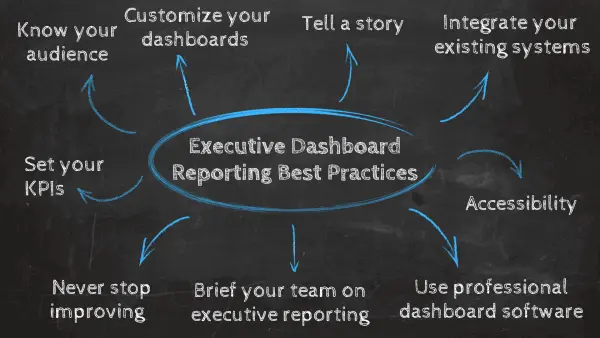 Know your
audience
Customize your
dashboards
Tell a story
Integrate your
existing systems
Executive Dashboard
Reporting Best Practices
Set your
KPIs
Accessibility
Never stop
improving
Brief your team on
executive reporting
Use professional
dashboard software